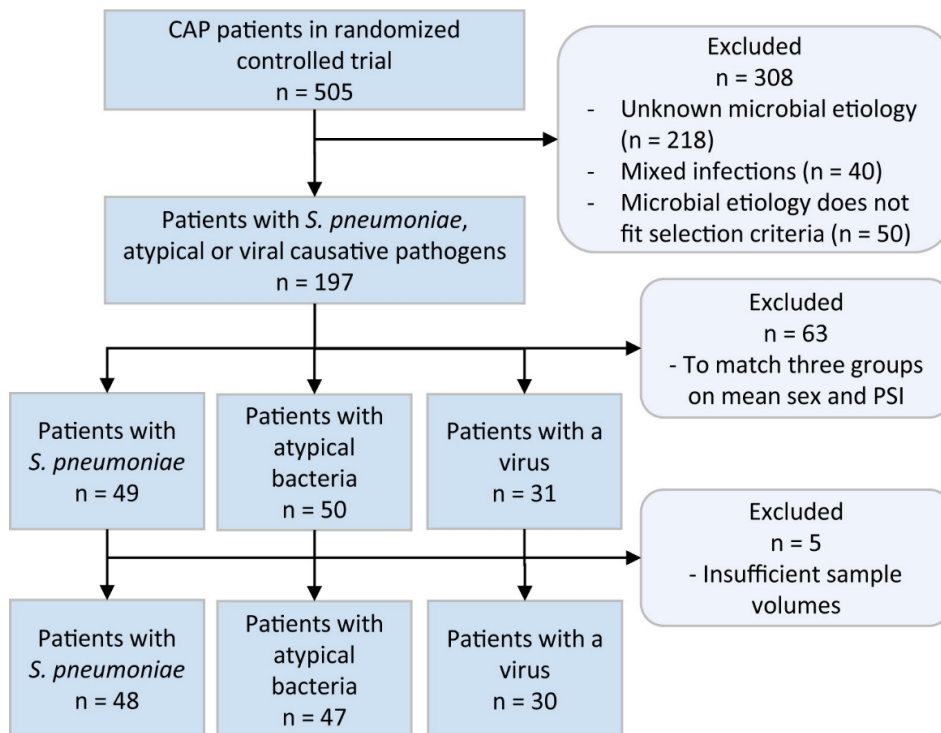 CAP patients in randomized
controlled trial
n = 505
Excluded
n = 308
- Unknown microbial etiology
(n = 218)
- Mixed infections (n = 40)
- Microbial etiology does not
fit selection criteria (n = 50)
Patients with S. pneumoniae,
atypical or viral causative pathogens
n = 197
Excluded
n = 63
- To match three groups
on mean sex and PSI
Patients with
S. pneumoniae
n = 49
Patients with
atypical
bacteria
n = 50
Patients with a
virus
n = 31
Excluded
n = 5
- Insufficient sample
volumes
Patients with
S. pneumoniae
n = 48
Patients with
atypical
bacteria
n = 47
Patients with a
virus
n = 30